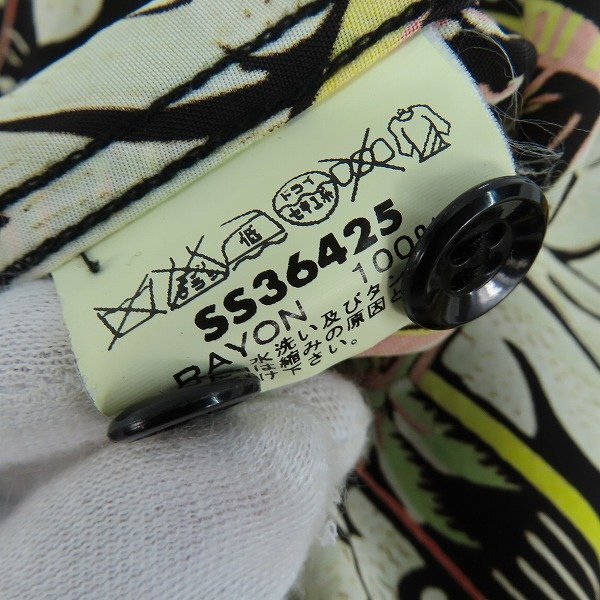 低
ドライ
セキユ系
SS36425
RAYON 100%
水洗い及びタン
縮みの原因と
下さい。